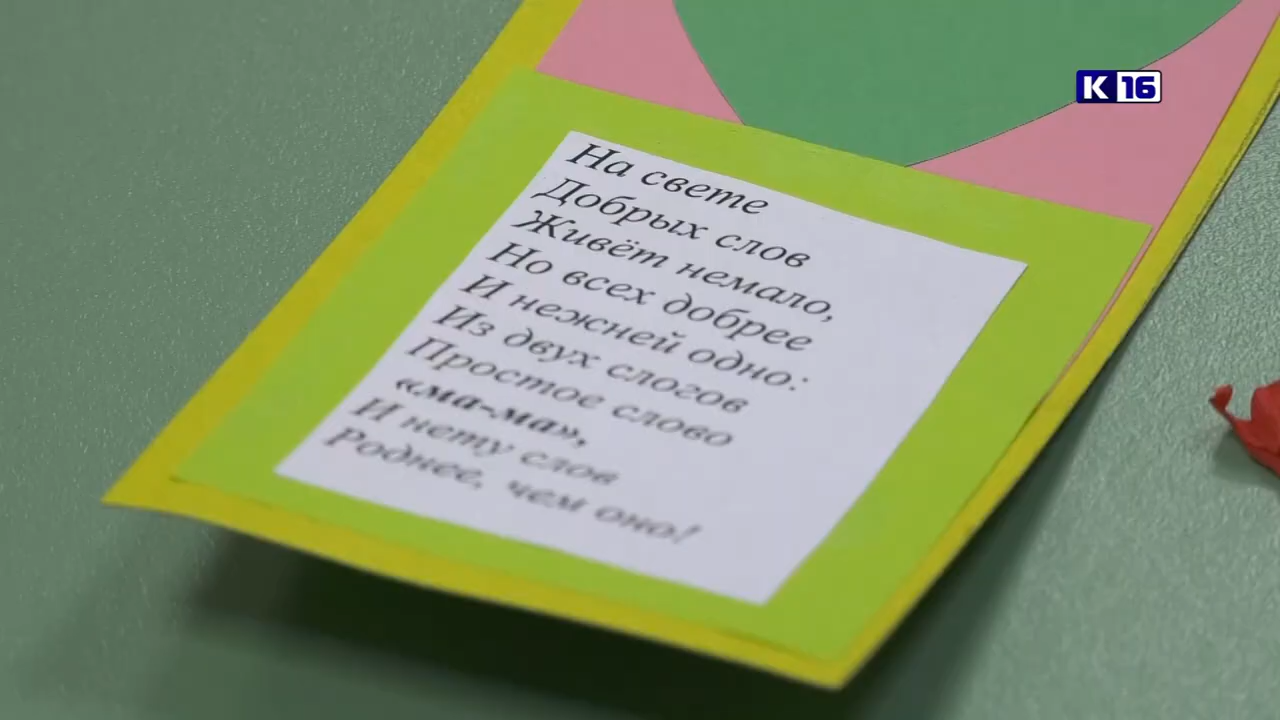 К 16
На свете
Добрых слов
Живёт немало,
Но всех добрее
И нежней одно:
Из двух слогов
Простое слово
«ма-ма»,
И нету слов
Роднее, чем оно!